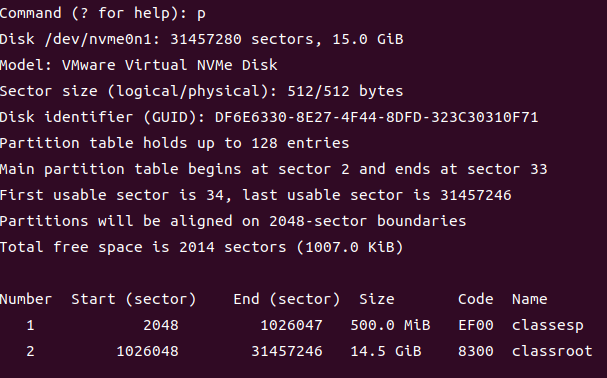 Command (? for help): p
Disk /dev/nvme0n1: 31457280 sectors, 15.0 GiB
Model: VMware Virtual NVMe Disk
Sector size (logical/physical): 512/512 bytes
Disk identifier (GUID): DF6E6330-8E27-4F44-8DFD-323C30310F71
Partition table holds up to 128 entries
Main partition table begins at sector 2 and ends at sector 33
First usable sector is 34, last usable sector is 31457246
Partitions will be aligned on 2048-sector boundaries
Total free space is 2014 sectors (1007.0 KiB)
Number  Start (sector)    End (sector)  Size       Code  Name
   1            2048         1026047   500.0 MiB   EF00  classesp
   2         1026048        31457246   14.5 GiB    8300  classroot